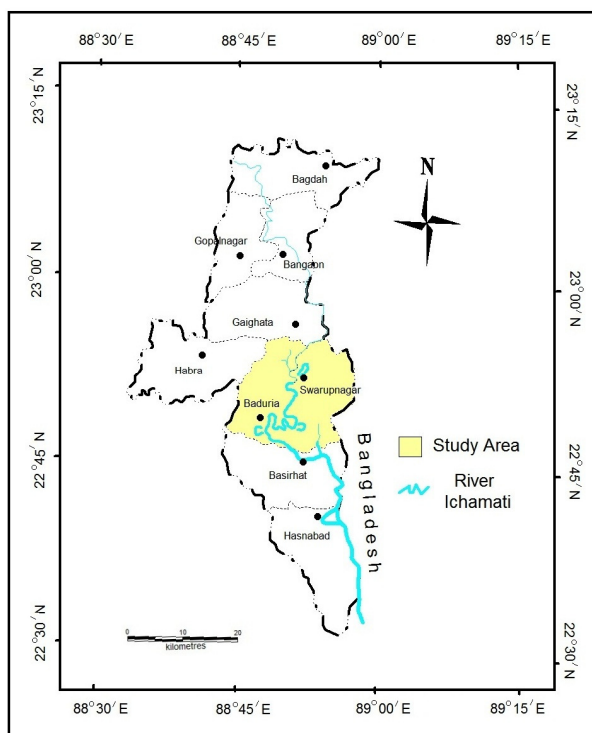 88°30′ E 88°45′ E 89°00′ E 89°15′ E
23°15′ N
23°15′ N
N
Bagdah
Gopalnagar
Bangaon
23°00′ N
23°00′ N
Gaighata
Habra
Swarupnagar
Baduria
Study Area
22°45′ N
Basirhat
22°45′ N
River
Ichamati
Bangladesh
Hasnabad
0 10 20
kilometres
22°30′ N
22°30′ N
88°30′ E 88°45′ E 89°00′ E 89°15′ E